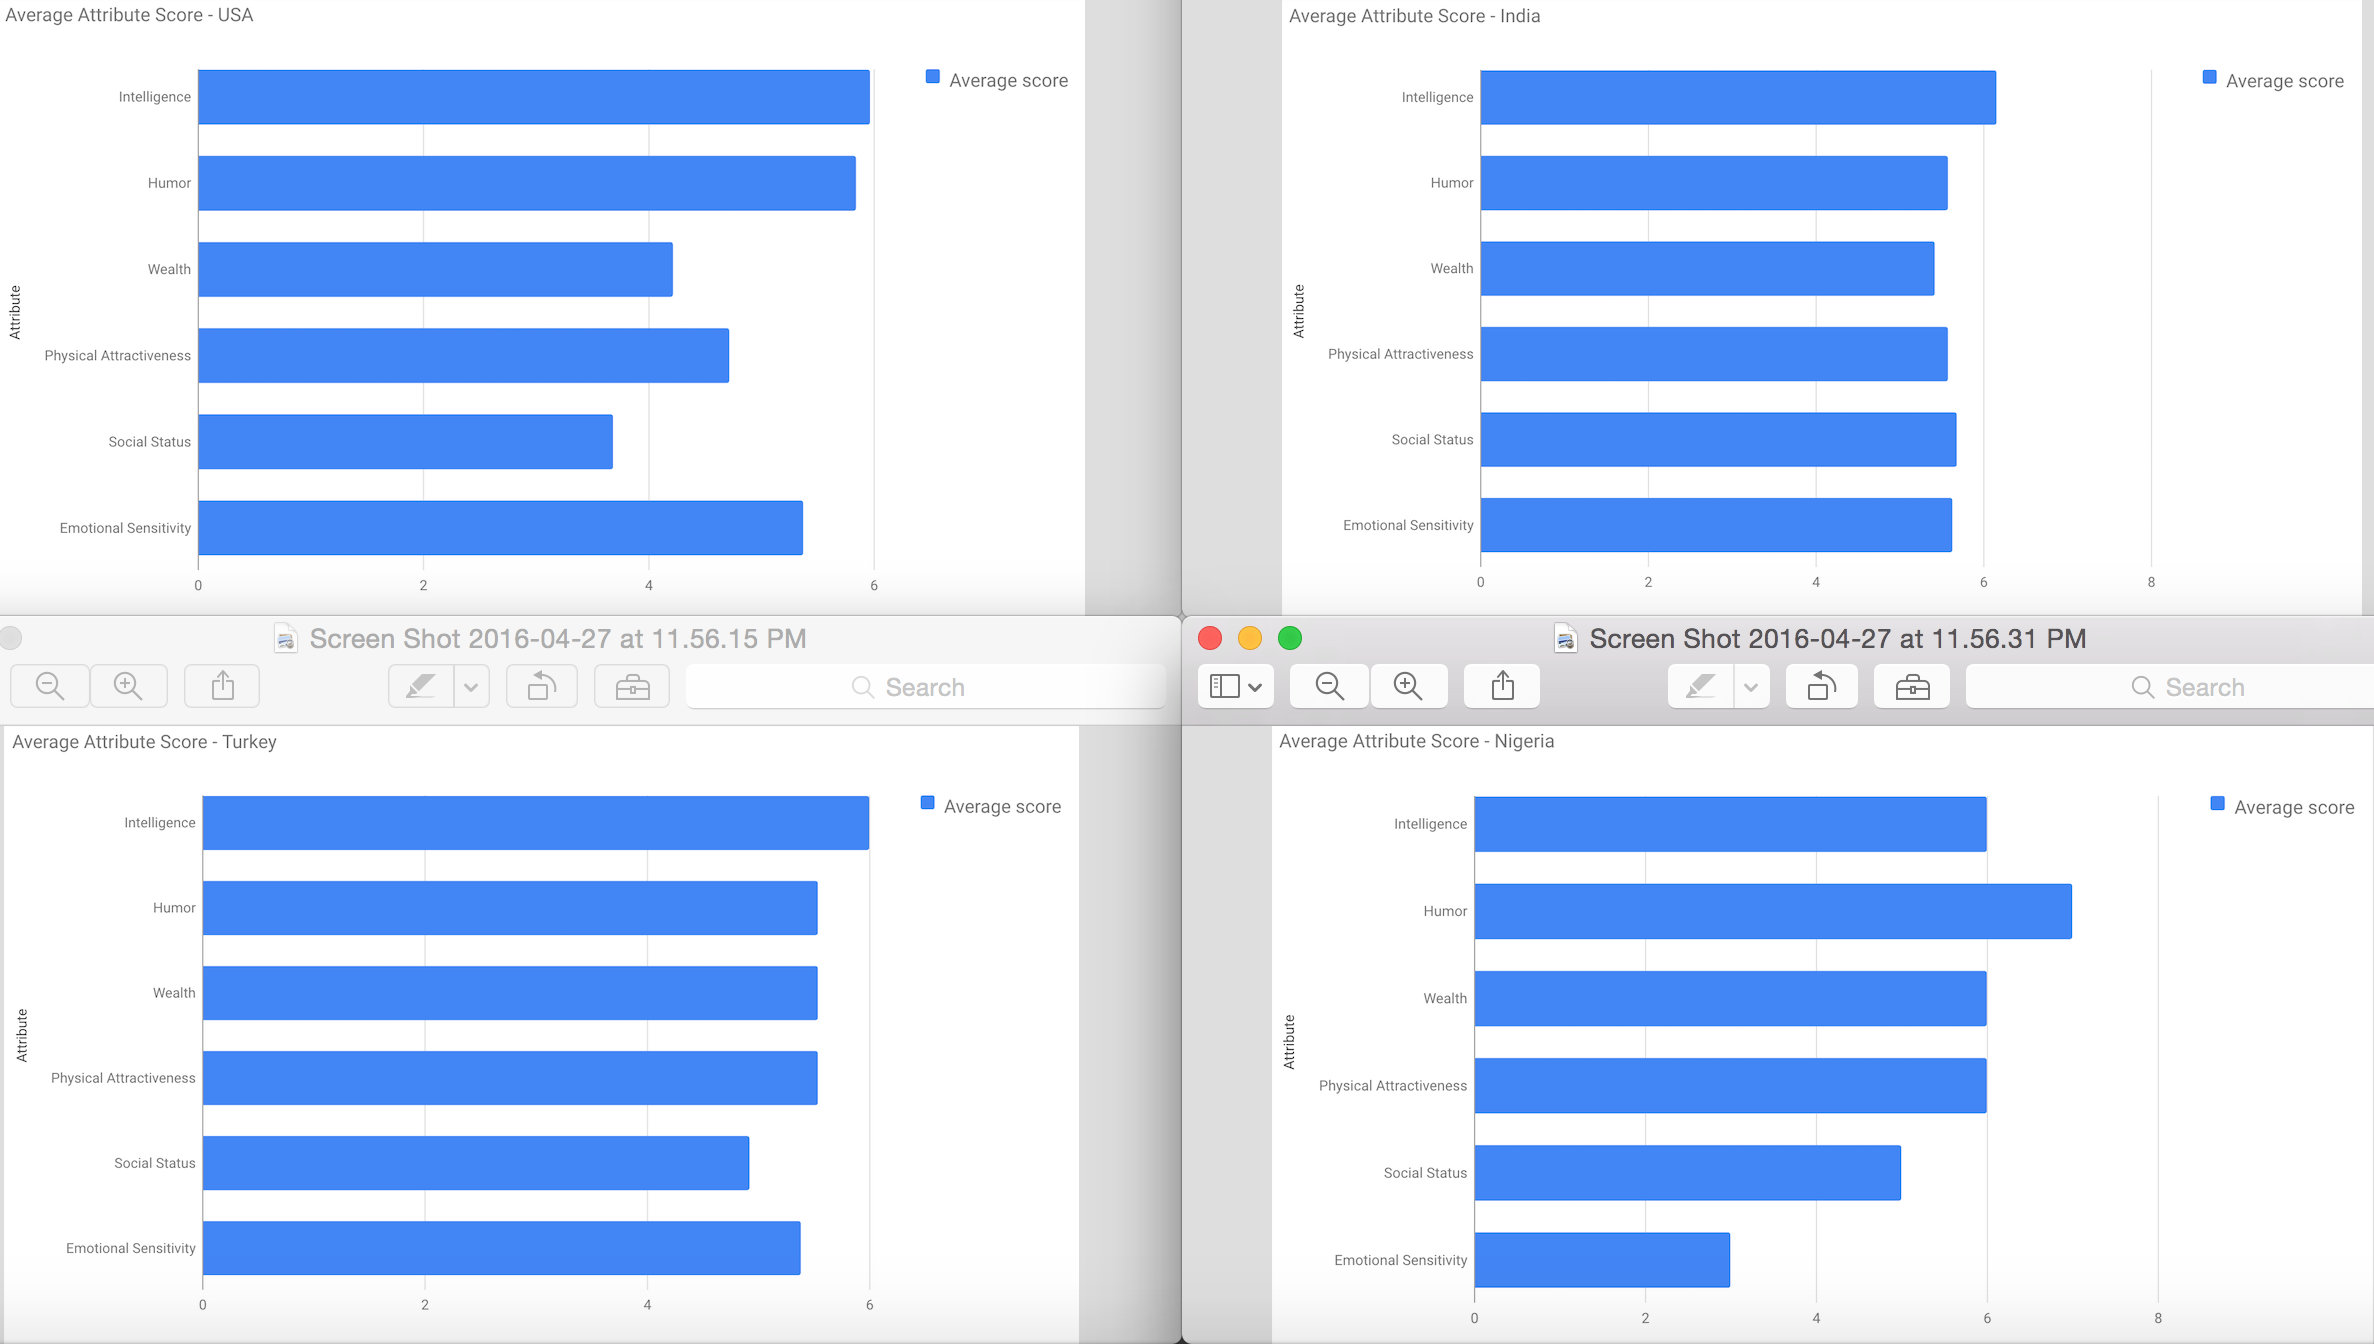 Average Attribute Score - USA
Average score
Intelligence
Humor
Wealth
Physical Attractiveness
Social Status
Emotional Sensitivity
Attribute
0 2 4 6
Average Attribute Score - India
Average score
Intelligence
Humor
Wealth
Physical Attractiveness
Social Status
Emotional Sensitivity
Attribute
0 2 4 6 8
Screen Shot 2016-04-27 at 11.56.15 PM
Search
Average Attribute Score - Turkey
Average score
Intelligence
Humor
Wealth
Physical Attractiveness
Social Status
Emotional Sensitivity
Attribute
0 2 4 6
Screen Shot 2016-04-27 at 11.56.31 PM
Search
Average Attribute Score - Nigeria
Average score
Intelligence
Humor
Wealth
Physical Attractiveness
Social Status
Emotional Sensitivity
Attribute
0 2 4 6 8